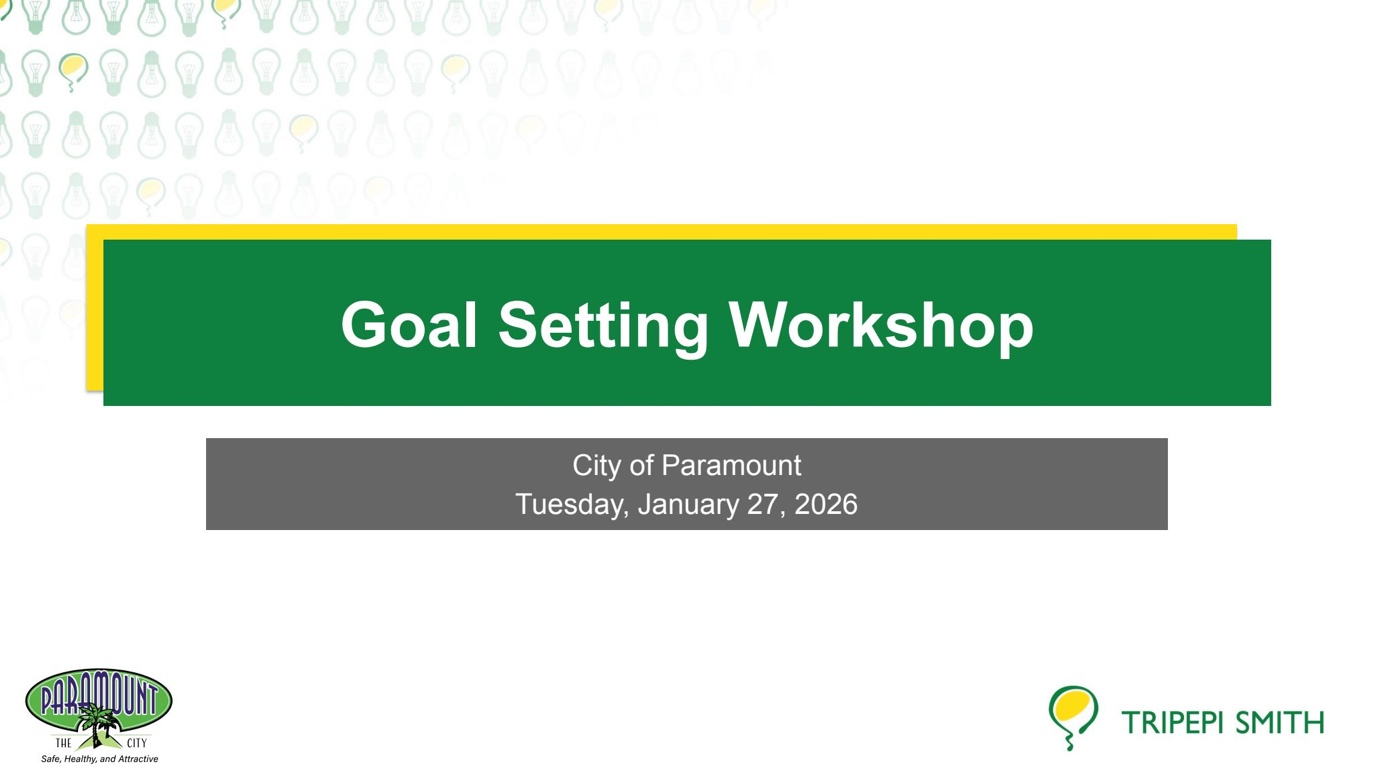 Goal Setting Workshop
City of Paramount
Tuesday, January 27, 2026
PARAMOUNT
THE CITY
Safe, Healthy, and Attractive
TRIPEPI SMITH